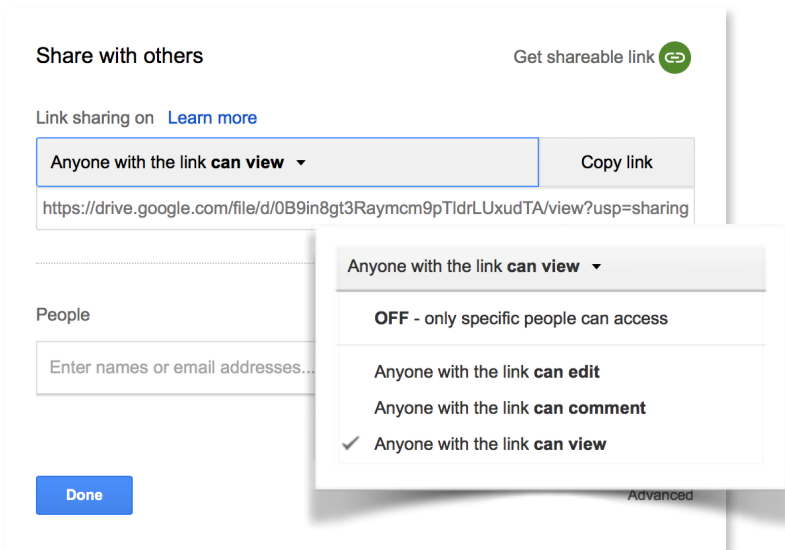 Share with others
Get shareable link
Link sharing on Learn more
Anyone with the link can view
Copy link
https://drive.google.com/file/d/0B9in8gt3Raymcm9pTldrLUxudTA/view?usp=sharing
People
Enter names or email addresses...
Anyone with the link can view
OFF - only specific people can access
Anyone with the link can edit
Anyone with the link can comment
Anyone with the link can view
Done
Advanced